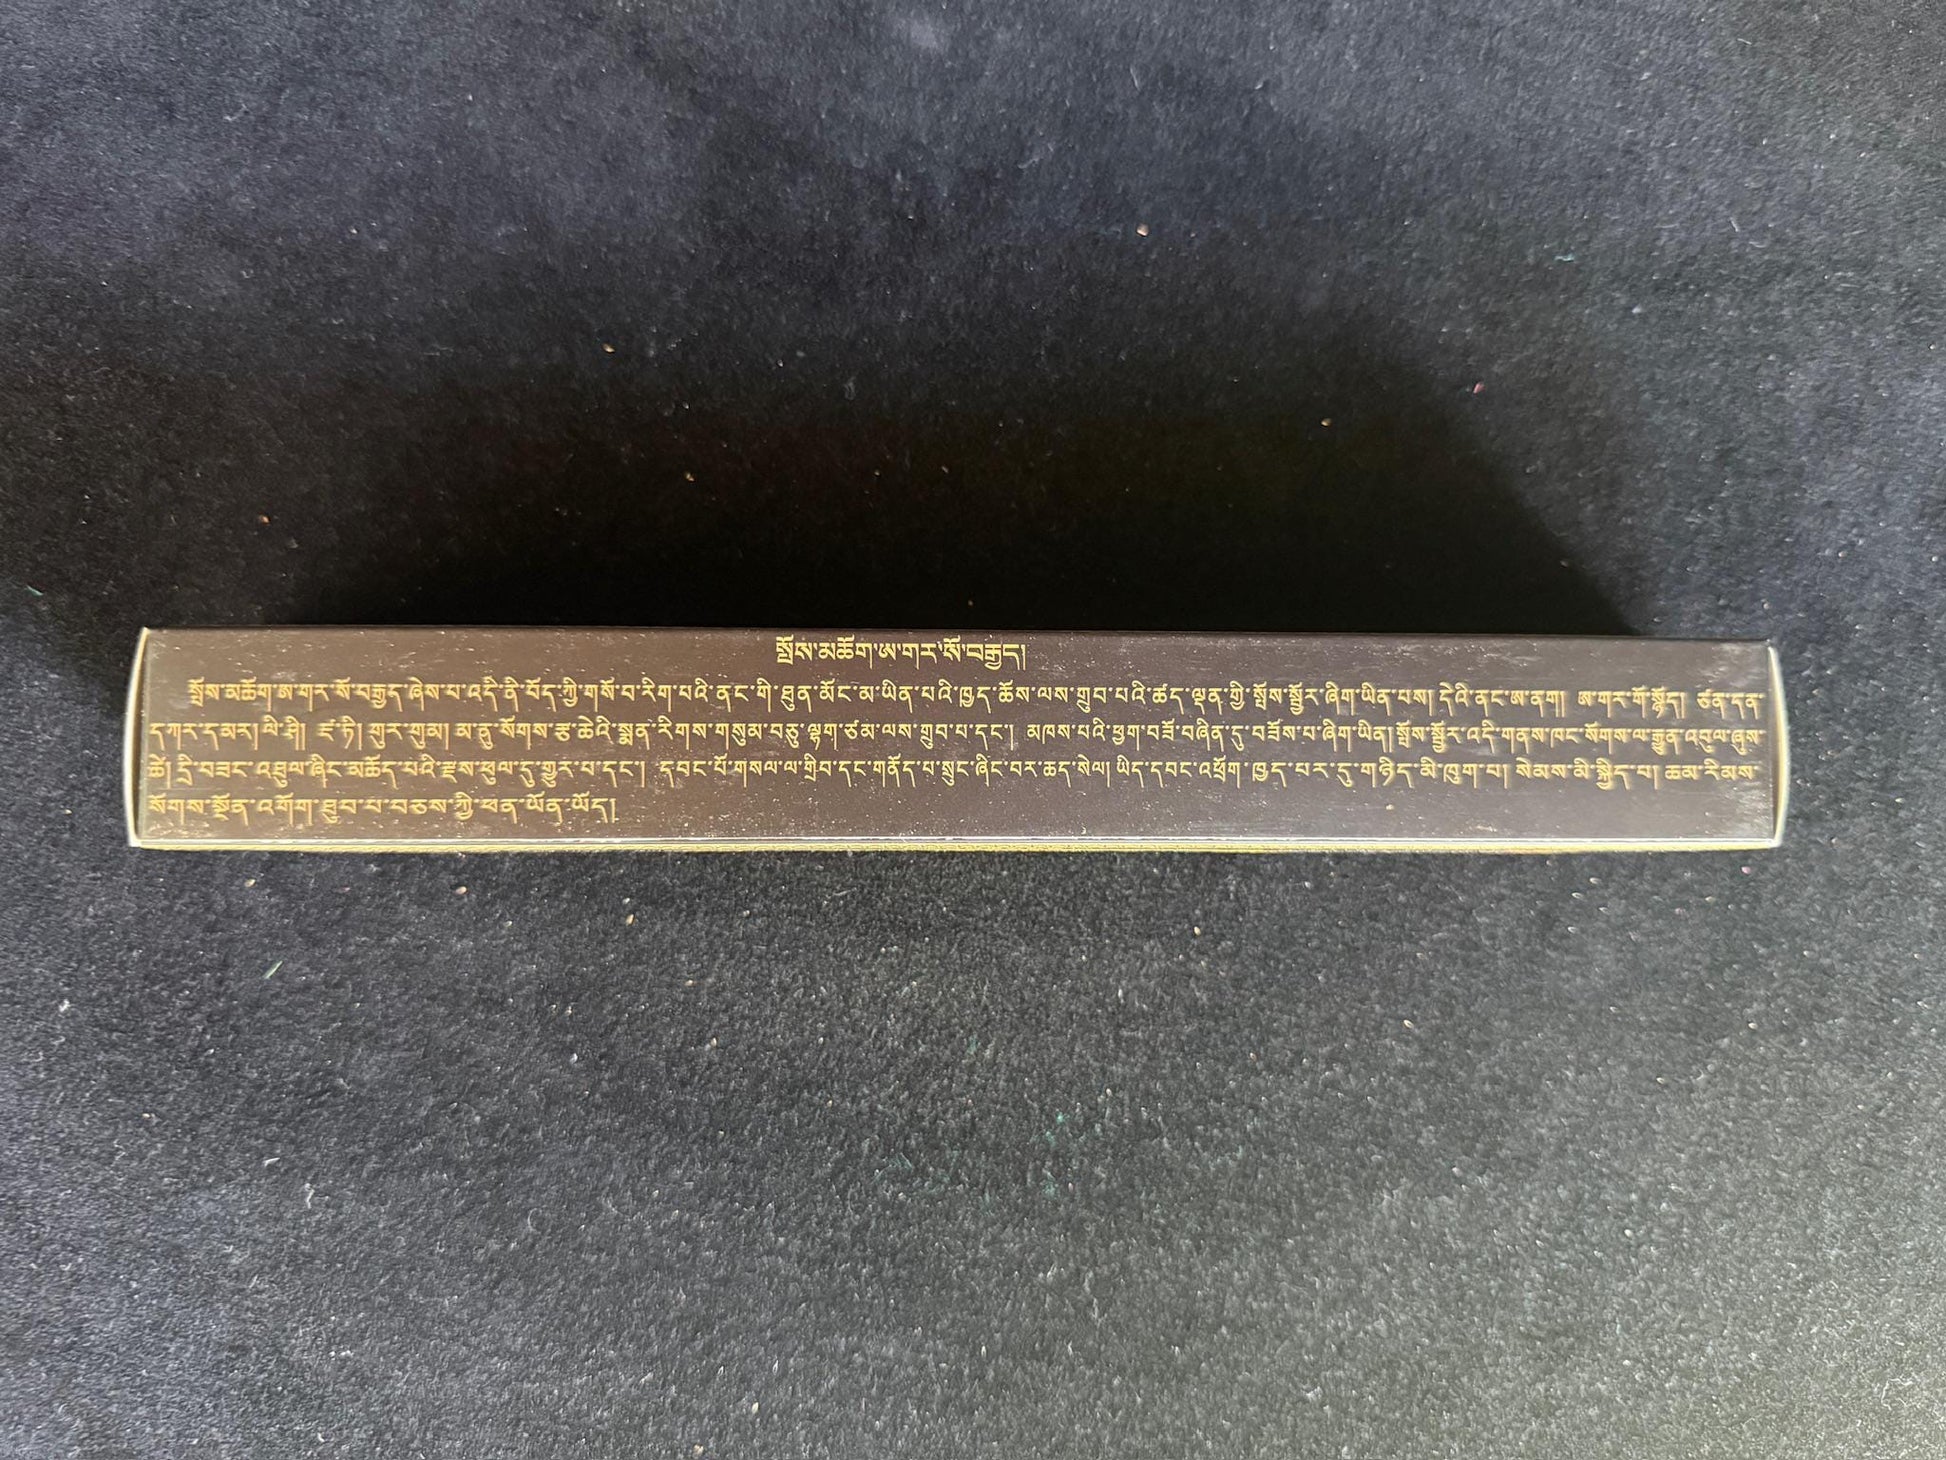 སྤོས་མཆོག་ཨ་གར་སོ་བརྒྱད།
སྤོས་མཆོག་ཨ་གར་སོ་བརྒྱད་ཞེས་པ་འདི་ནི་བོད་ཀྱི་གསོ་བ་རིག་པའི་ནང་གི་ཐུན་མོང་མ་ཡིན་པའི་ཁྱད་ཆོས་ལས་གྲུབ་པའི་ཚད་ལྡན་གྱི་སྤོས་སྦྱོར་ཞིག་ཡིན་པས། དེའི་ནང་ཨ་ནག། ཨ་གར་གོ་སྙོད། ཙན་དན་
དཀར་དམར། ལི་ཤི། ཛཱ་ཏི། གུར་གུམ། མ་ནུ་སོགས་རྩ་ཆེའི་སྨན་རིགས་གསུམ་བཅུ་ལྷག་ཙམ་ལས་གྲུབ་པ་དང་། མཁས་པའི་ཕྱག་བཟོ་བཞིན་དུ་བཟོས་པ་ཞིག་ཡིན། སྤོས་སྦྱོར་འདི་གནས་ཁང་སོགས་ལ་རྒྱུན་འབུལ་ཞུས་
ཚེ། དྲི་བཟང་འཐུལ་ཞིང་མཆོད་པའི་རྫས་ཕུལ་དུ་གྱུར་པ་དང་། དབང་པོ་གསལ་ལ་གྲིབ་དང་གནོད་པ་སྲུང་ཞིང་བར་ཆད་སེལ། ཡིད་དབང་འཕྲོག་ཁྱད་པར་དུ་གཉིད་མི་ཁུག་པ། སེམས་མི་སྐྱིད་པ། ཆམ་རིམས་
སོགས་སྔོན་འགོག་ཐུབ་པ་བཅས་ཀྱི་ཕན་ཡོན་ཡོད།